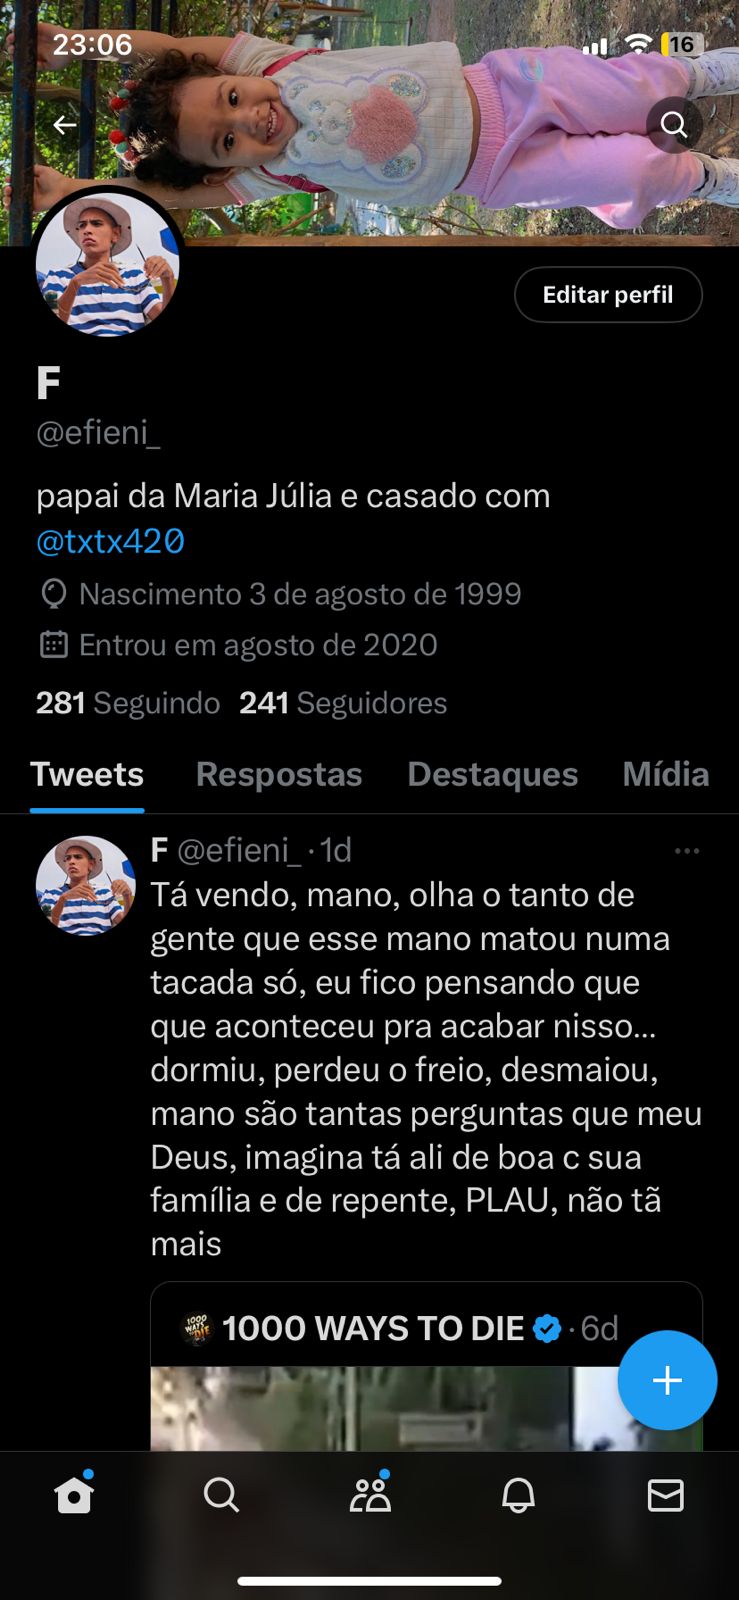 23:06
16
Editar perfil
F
@efieni_
papai da Maria Júlia e casado com
@txtx420
Nascimento 3 de agosto de 1999
Entrou em agosto de 2020
281 Seguindo 241 Seguidores
Tweets Respostas Destaques Mídia
F @efieni_ · 1d
Tá vendo, mano, olha o tanto de
gente que esse mano matou numa
tacada só, eu fico pensando que
que aconteceu pra acabar nisso...
dormiu, perdeu o freio, desmaiou,
mano são tantas perguntas que meu
Deus, imagina tá ali de boa c sua
família e de repente, PLAU, não tã
mais
1000 WAYS TO DIE
1000 WAYS TO DIE · 6d